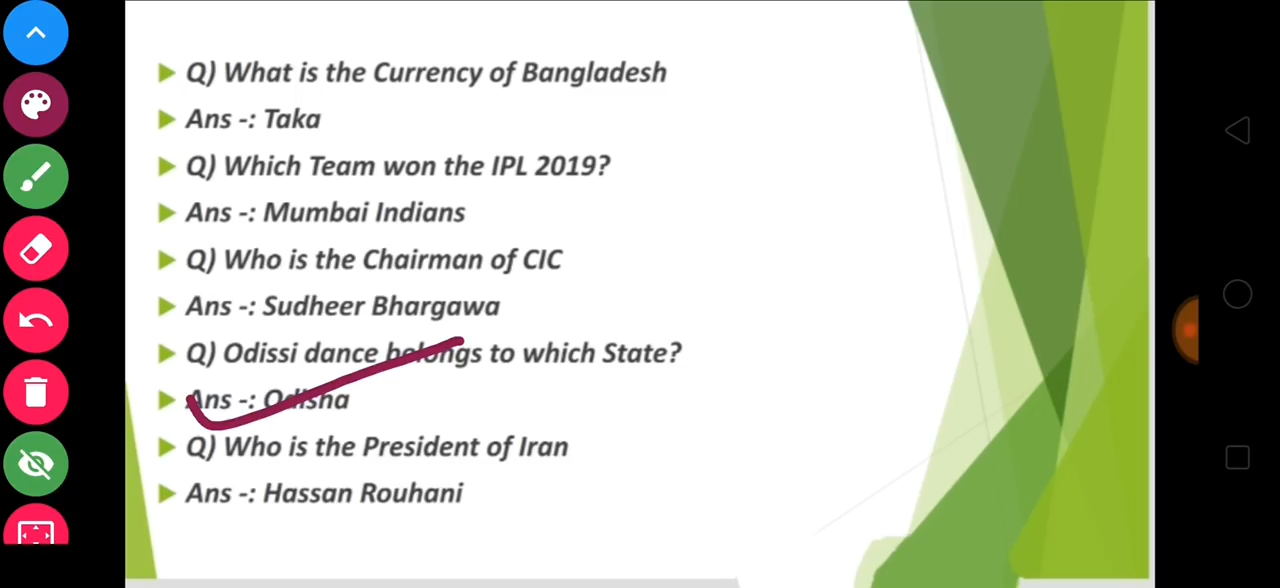 Q) What is the Currency of Bangladesh
Ans -: Taka
Q) Which Team won the IPL 2019?
Ans -: Mumbai Indians
Q) Who is the Chairman of CIC
Ans -: Sudheer Bhargawa
Q) Odissi dance belongs to which State?
Ans -: Odisha
Q) Who is the President of Iran
Ans -: Hassan Rouhani